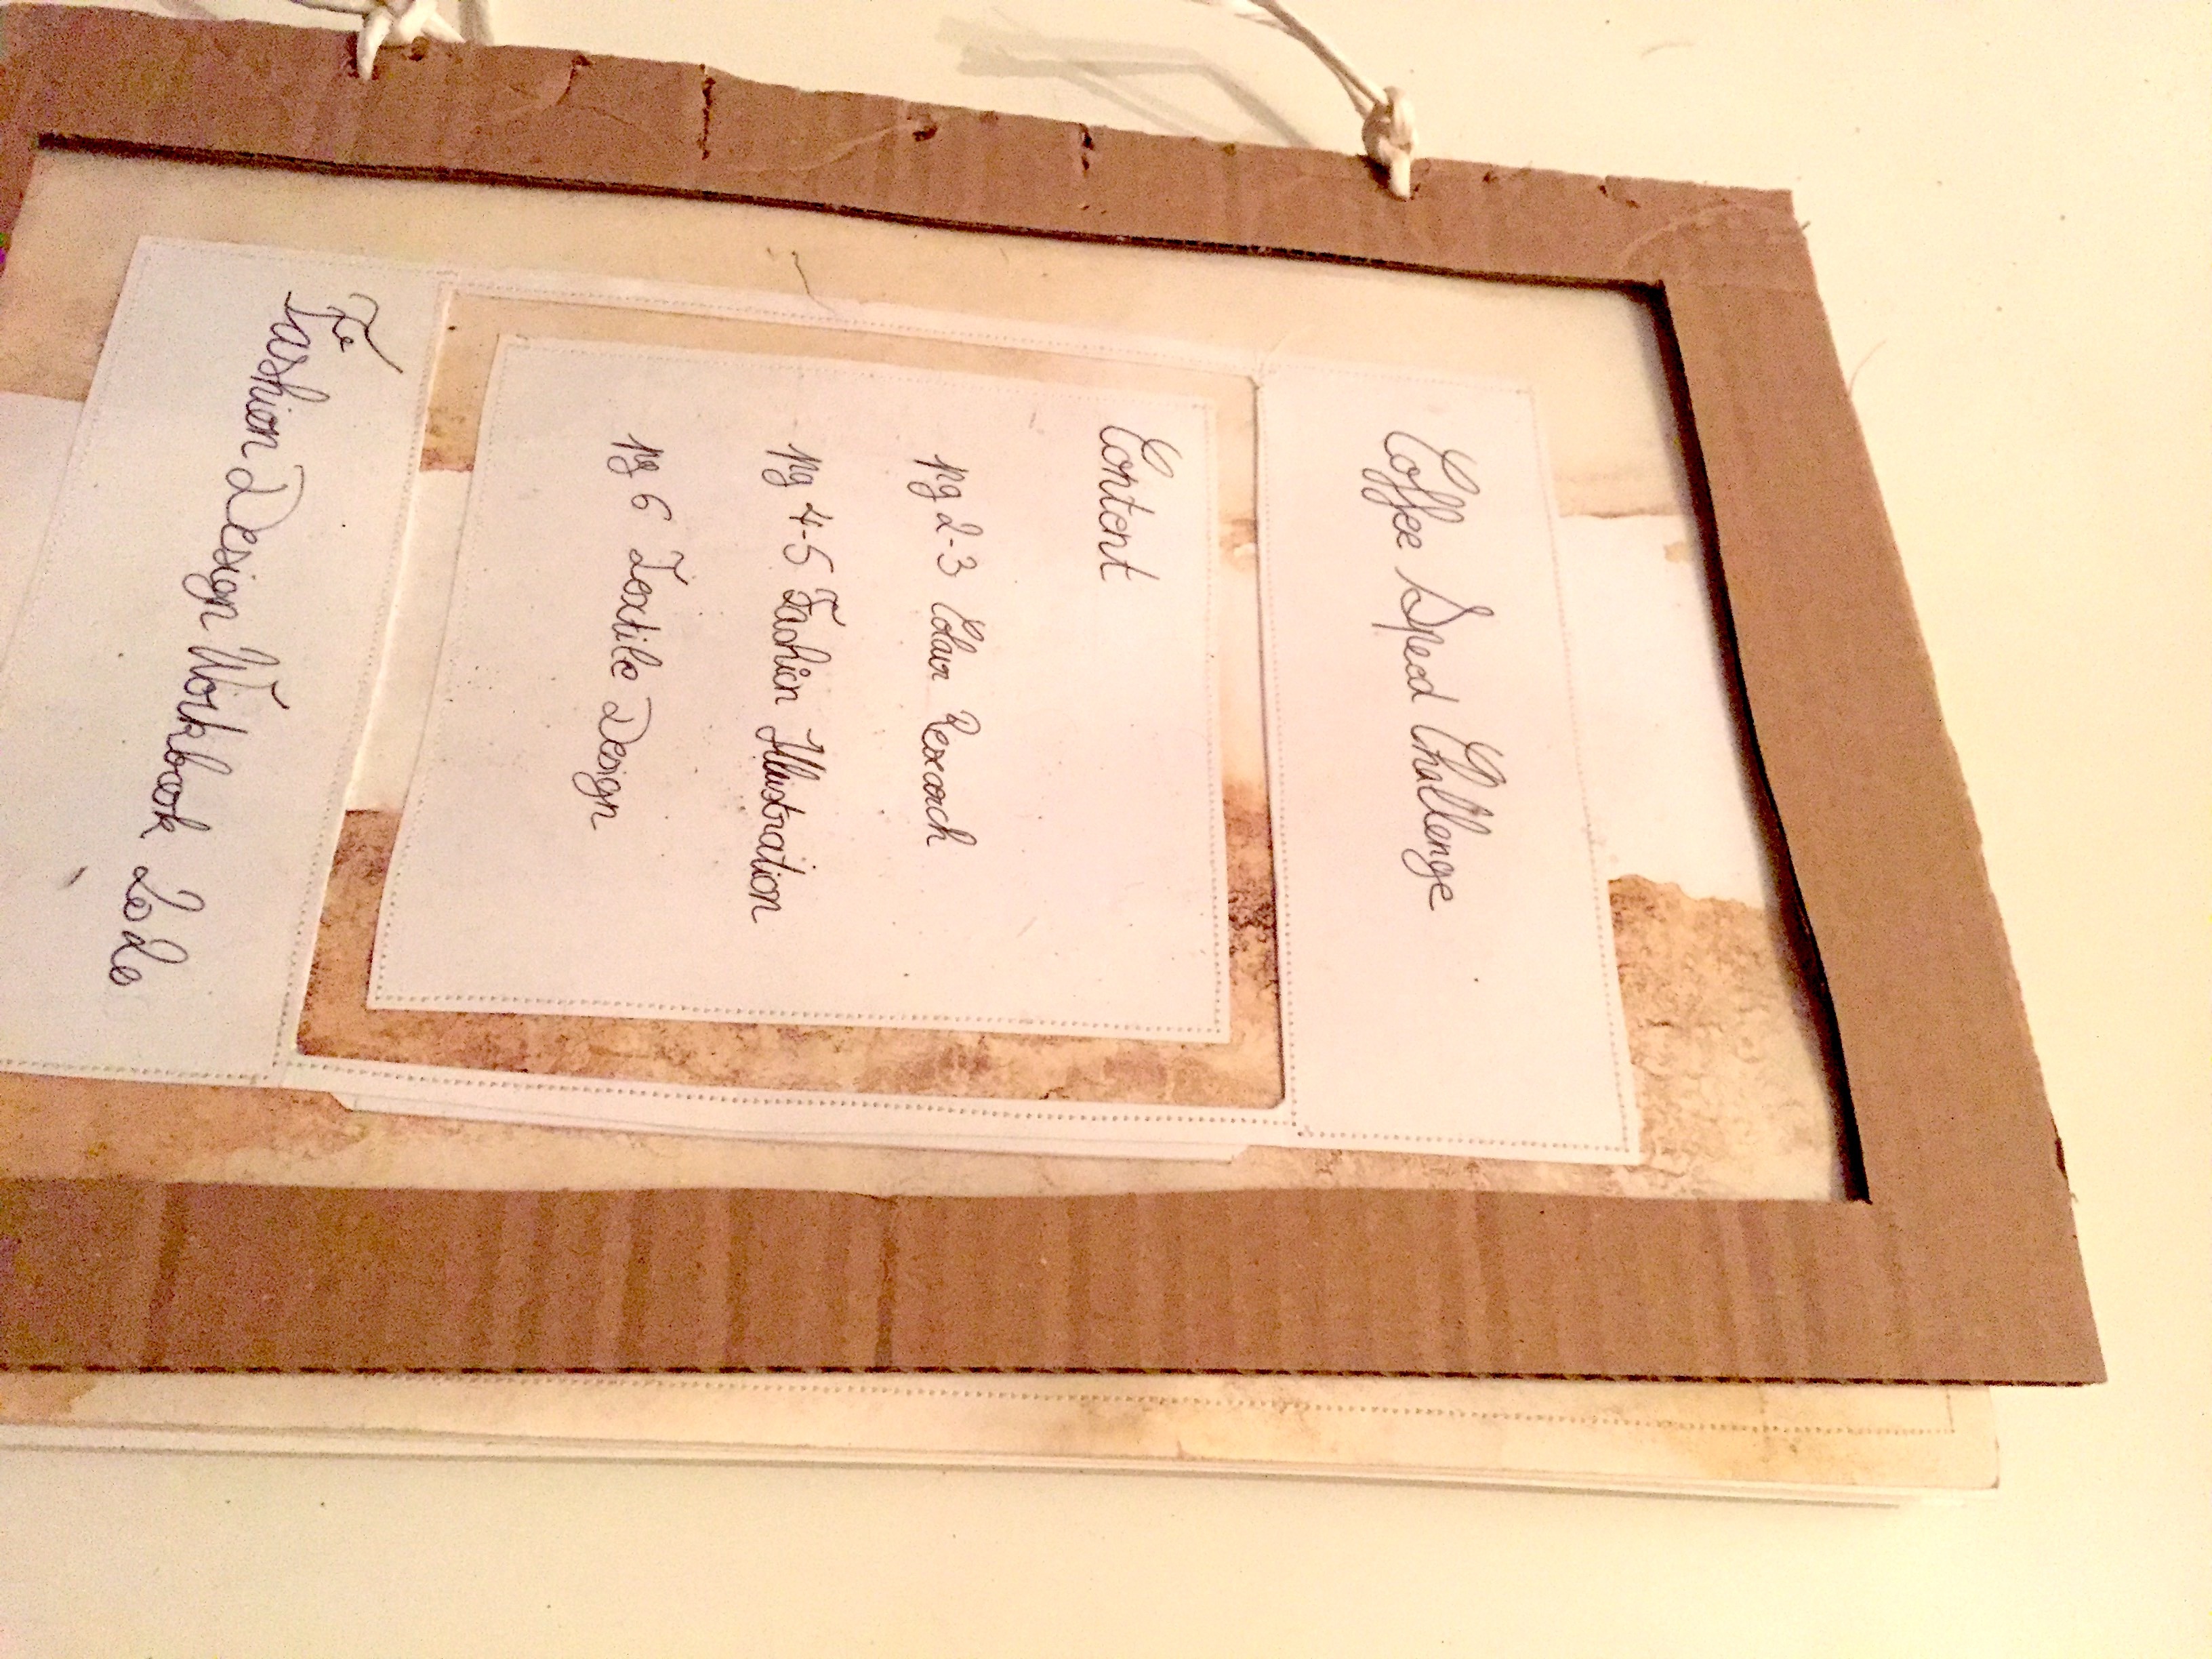 Coffee Speed Challenge
Content
pg 2-3 Colour Research
pg 4-5 Fashion Illustration
pg 6 Textile Design
The
Fashion Design Workbook 2020